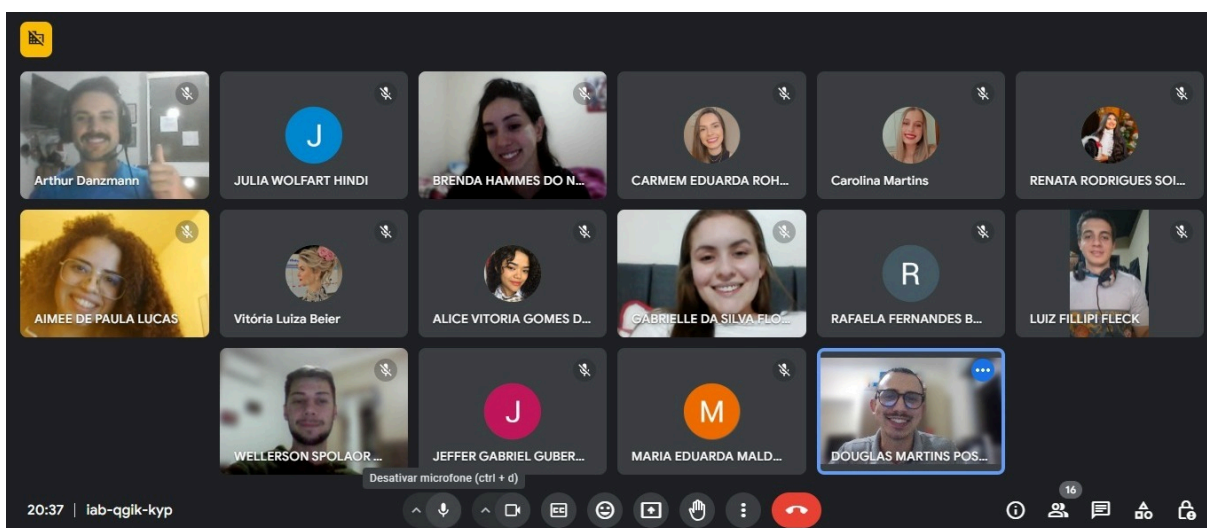 Arthur Danzmann
J
JULIA WOLFART HINDI
BRENDA HAMMES DO N...
CARMEM EDUARDA ROH...
Carolina Martins
RENATA RODRIGUES SOI...
AIMEE DE PAULA LUCAS
Vitória Luiza Beier
ALICE VITORIA GOMES D...
GABRIELLE DA SILVA FLO...
R
RAFAELA FERNANDES B...
LUIZ FILLIPI FLECK
WELLERSON SPOLAOR ...
J
JEFFER GABRIEL GUBER...
M
MARIA EDUARDA MALD...
DOUGLAS MARTINS POS...
Desativar microfone (ctrl + d)
20:37 | iab-qgik-kyp
CC
16